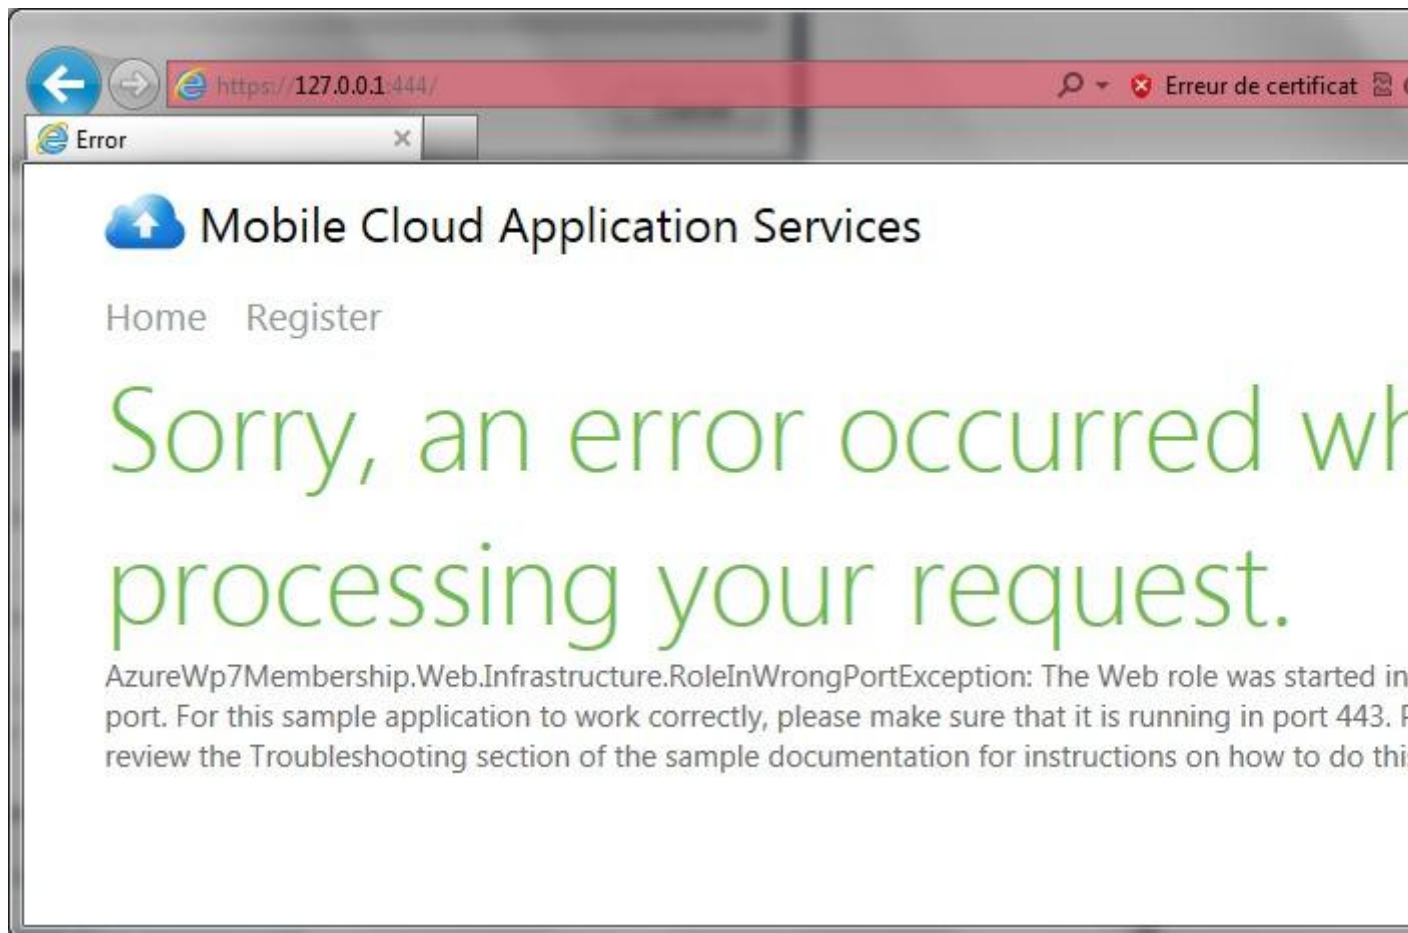 https://127.0.0.1:444/
Erreur de certificat
Error
Mobile Cloud Application Services
Home Register
Sorry, an error occurred
processing your request.
AzureWp7Membership.Web.Infrastructure.RoleInWrongPortException: The Web role was started in
port. For this sample application to work correctly, please make sure that it is running in port 443.
review the Troubleshooting section of the sample documentation for instructions on how to do